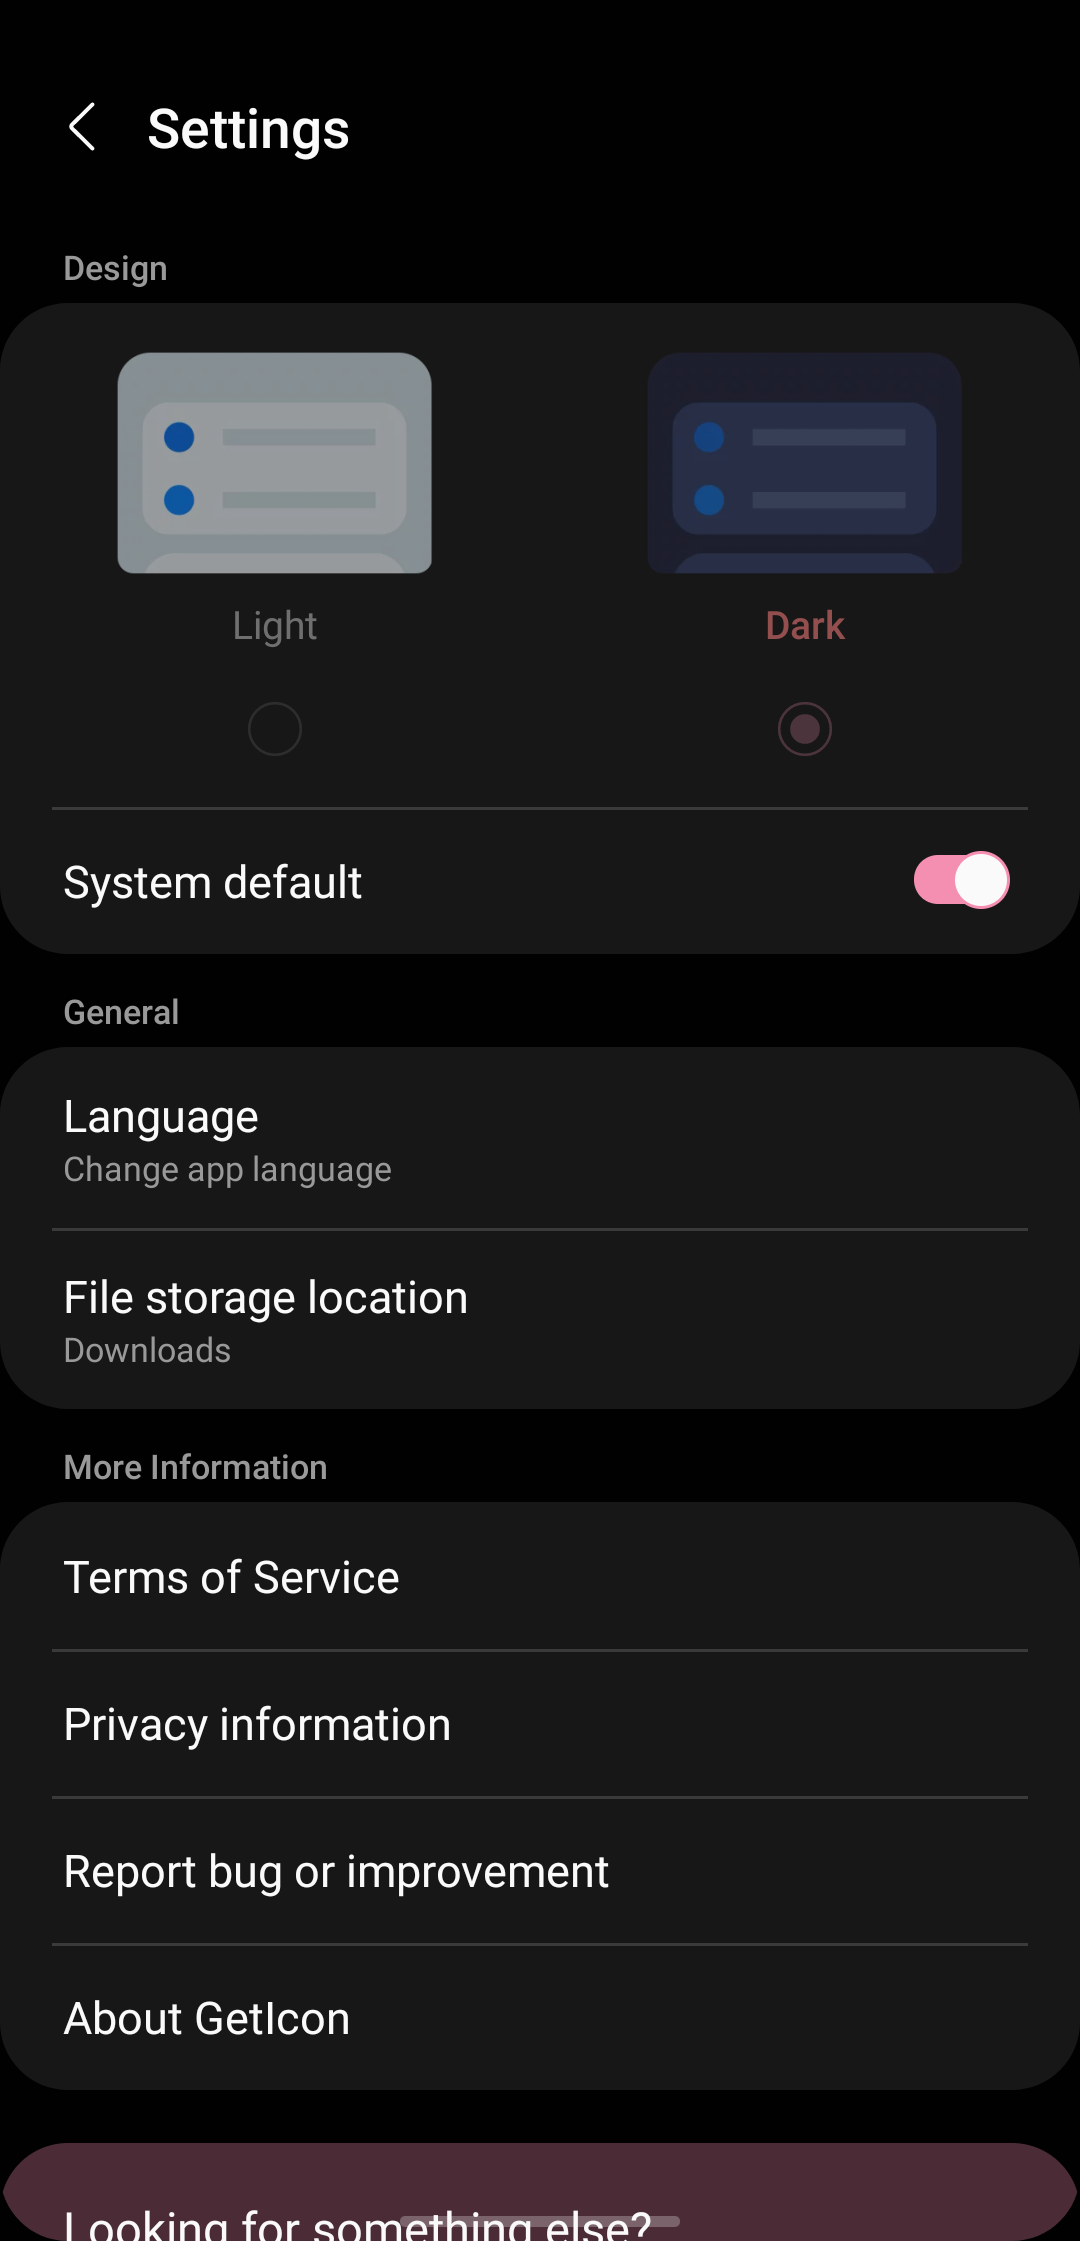 Settings
Design
Light
Dark
System default
General
Language
Change app language
File storage location
Downloads
More Information
Terms of Service
Privacy information
Report bug or improvement
About GetIcon
Looking for something else?